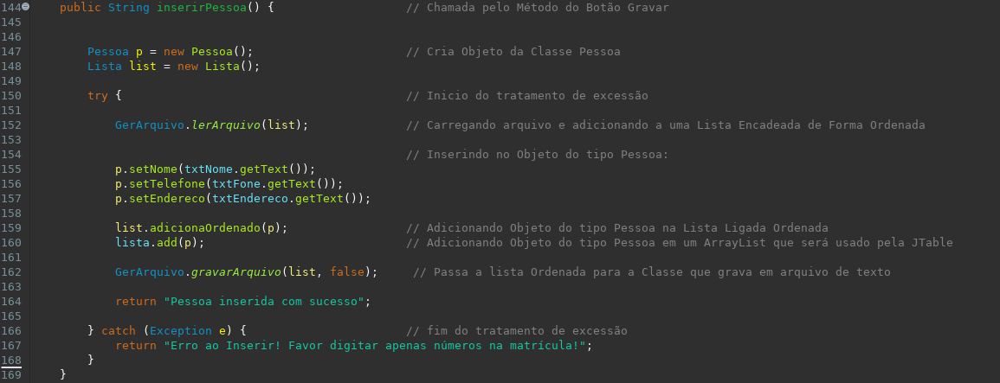 144 public String inserirPessoa() { // Chamada pelo Método do Botão Gravar
145
146
147 Pessoa p = new Pessoa(); // Cria Objeto da Classe Pessoa
148 Lista list = new Lista();
149
150 try { // Inicio do tratamento de excessão
151
152 GerArquivo.lerArquivo(list); // Carregando arquivo e adicionando a uma Lista Encadeada de Forma Ordenada
153
154 // Inserindo no Objeto do tipo Pessoa:
155 p.setNome(txtNome.getText());
156 p.setTelefone(txtFone.getText());
157 p.setEndereco(txtEndereco.getText());
158
159 list.adicionaOrdenado(p); // Adicionando Objeto do tipo Pessoa na Lista Ligada Ordenada
160 lista.add(p); // Adicionando Objeto do tipo Pessoa em um ArrayList que será usado pela JTable
161
162 GerArquivo.gravarArquivo(list, false); // Passa a lista Ordenada para a Classe que grava em arquivo de texto
163
164 return "Pessoa inserida com sucesso";
165
166 } catch (Exception e) { // fim do tratamento de excessão
167 return "Erro ao Inserir! Favor digitar apenas números na matrícula!";
168 }
169 }